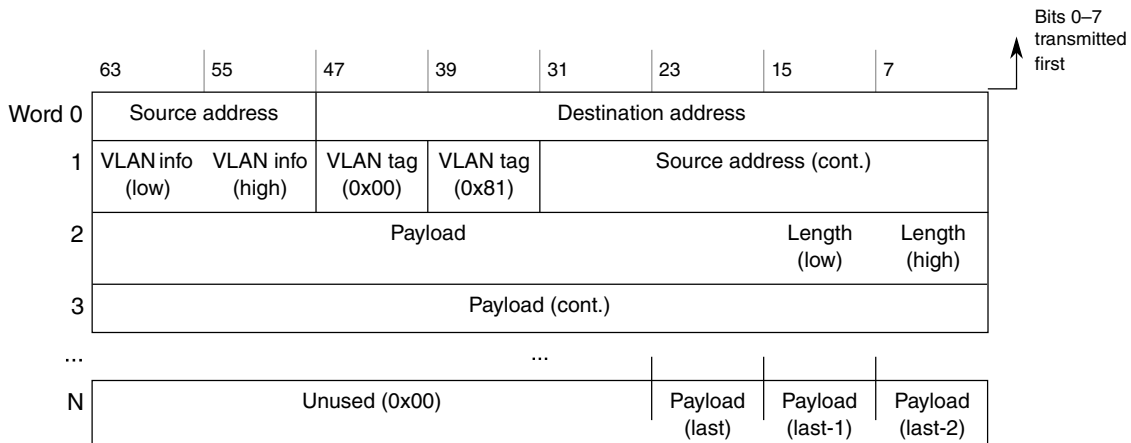 Bits 0–7
transmitted
first
63 55 47 39 31 23 15 7
Word 0 Source address Destination address
1 VLAN info VLAN info VLAN tag VLAN tag Source address (cont.)
(low) (high) (0x00) (0x81)
2 Payload Length Length
(low) (high)
3 Payload (cont.)
... ...
N Unused (0x00) Payload Payload Payload
(last) (last-1) (last-2)